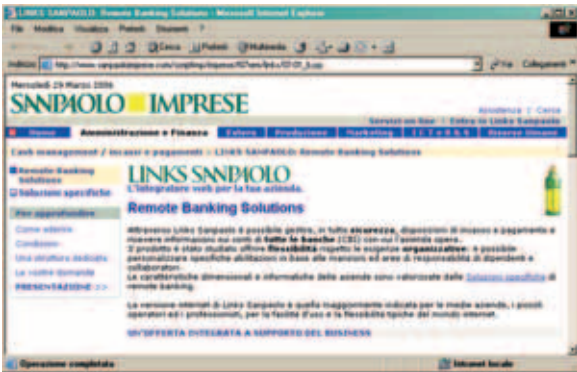 LINKS SANPAOLO: Remote Banking Solutions - Microsoft Internet Explorer
File Modifica Visualizza Preferiti Strumenti ?
Cerca Preferiti Multimedia
Indirizzo
Vai Collegamenti
Mercoledì 29 Marzo 2006
SANPAOLO IMPRESE
Assistenza | Cerca
Servizi on line | Entra in Links Sanpaolo
Home Amministrazione e Finanza Estero Produzione Marketing I C T e R & S Risorse Umane
Cash management / incassi e pagamenti > LINKS SANPAOLO: Remote Banking Solutions
Remote Banking Solutions
Soluzioni specifiche
Per approfondire
Come aderire
Condizioni
Una struttura dedicata
Le vostre domande
PRESENTAZIONE >>
LINKS SANPAOLO
L'integratore web per la tua azienda.
Remote Banking Solutions
Attraverso Links Sanpaolo è possibile gestire, in tutta sicurezza, disposizioni di incasso e pagamento e
ricevere informazioni sui conti di tutte le banche (CBI) con cui l'azienda opera.
Il prodotto è stato studiato offrire flessibilità rispetto le esigenze organizzative: è possibile
personalizzare specifiche abilitazioni in base alle mansioni ed aree di responsabilità di dipendenti e
collaboratori.
Le caratteristiche dimensionali e informatiche delle aziende sono valorizzate dalle Soluzioni specifiche di
remote banking.
La versione internet di Links Sanpaolo è quella maggiormente indicata per le medie aziende, i piccoli
operatori ed i professionisti, per la facilità d'uso e la flessibilità tipiche del mondo internet.
UN'OFFERTA INTEGRATA A SUPPORTO DEL BUSINESS
Operazione completata
Intranet locale